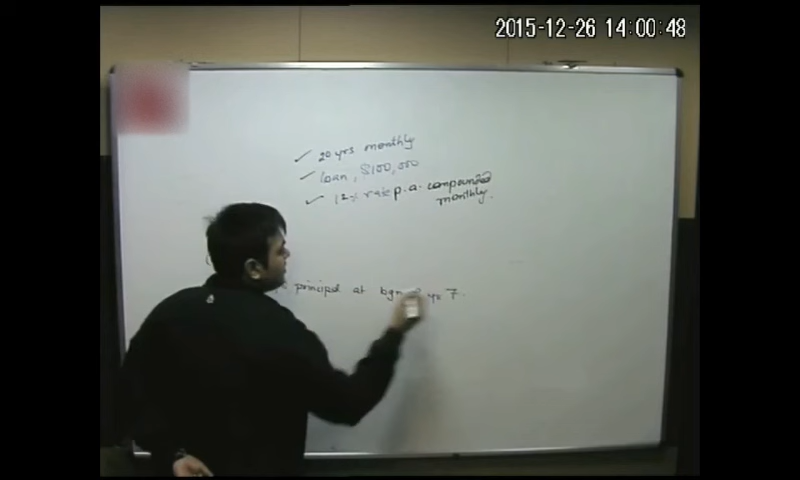 2015-12-26 14:00:48
20 yrs monthly
loan, $100,000
12% rate p.a. compounded
monthly.
principal at bgn yr 7.